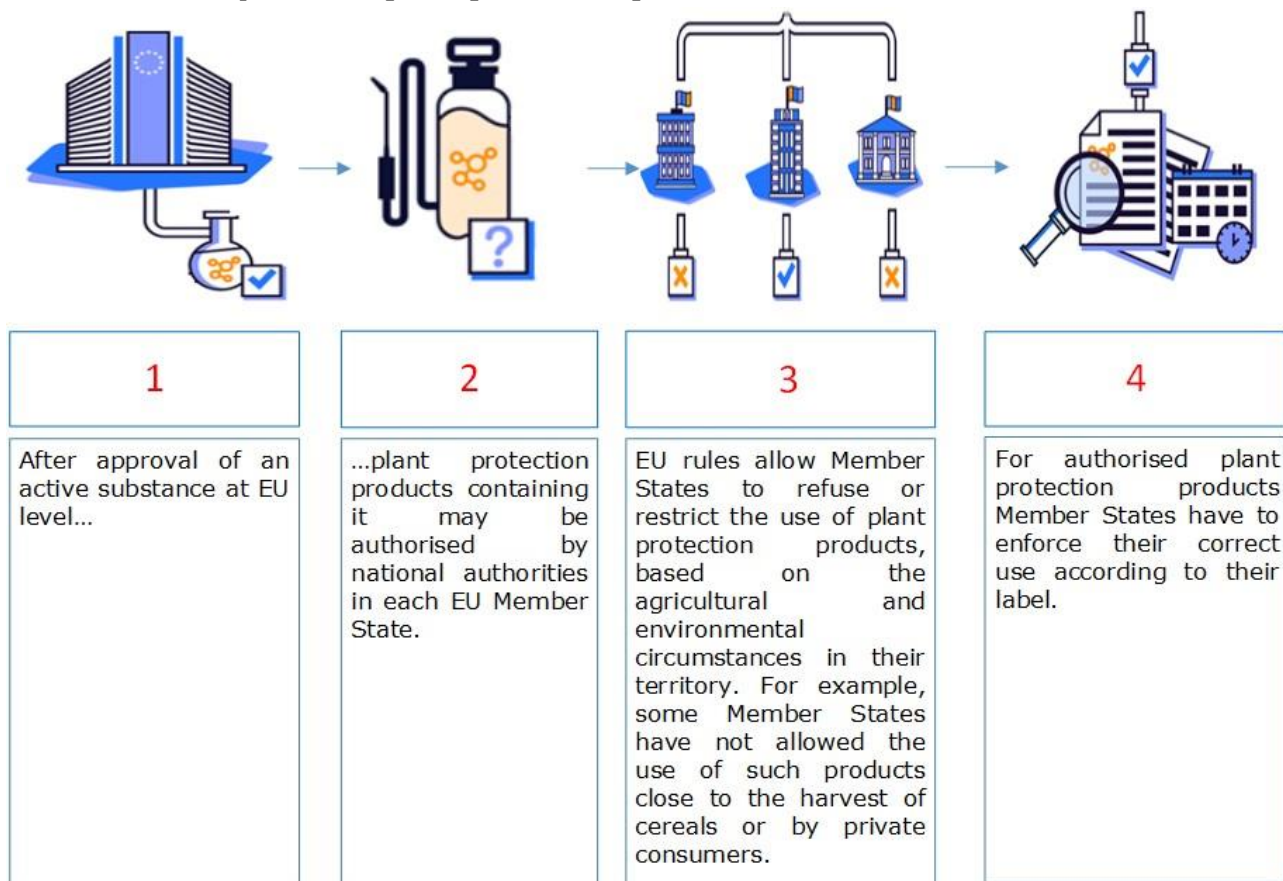 ?
1
2
3
4
After approval of an
active substance at EU
level...
...plant protection
products containing
it may be
authorised by
national authorities
in each EU Member
State.
EU rules allow Member
States to refuse or
restrict the use of plant
protection products,
based on the
agricultural and
environmental
circumstances in their
territory. For example,
some Member States
have not allowed the
use of such products
close to the harvest of
cereals or by private
consumers.
For authorised plant
protection products
Member States have to
enforce their correct
use according to their
label.